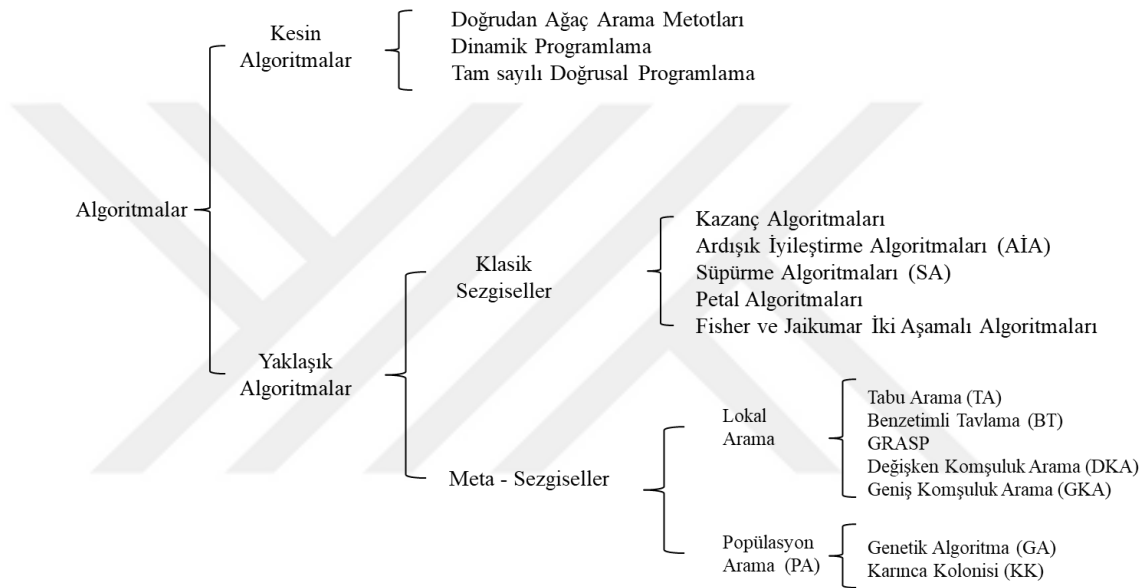 Kesin
Algoritmalar
Doğrudan Ağaç Arama Metotları
Dinamik Programlama
Tam sayılı Doğrusal Programlama
Algoritmalar
Yaklaşık
Algoritmalar
Klasik
Sezgiseller
Kazanç Algoritmaları
Ardışık İyileştirme Algoritmaları (AİA)
Süpürme Algoritmaları (SA)
Petal Algoritmaları
Fisher ve Jaikumar İki Aşamalı Algoritmaları
Meta - Sezgiseller
Lokal
Arama
Tabu Arama (TA)
Benzetimli Tavlama (BT)
GRASP
Değişken Komşuluk Arama (DKA)
Geniş Komşuluk Arama (GKA)
Popülasyon
Arama (PA)
Genetik Algoritma (GA)
Karınca Kolonisi (KK)